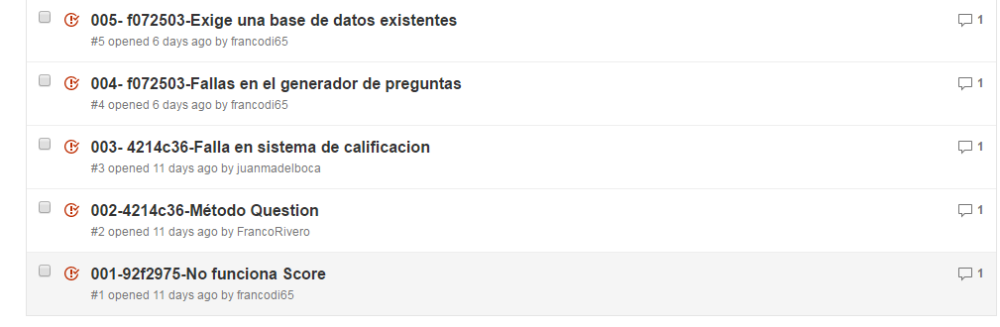 005- f072503-Exige una base de datos existentes
1
#5 opened 6 days ago by francodi65
004- f072503-Fallas en el generador de preguntas
1
#4 opened 6 days ago by francodi65
003- 4214c36-Falla en sistema de calificacion
1
#3 opened 11 days ago by juanmadelboca
002-4214c36-Método Question
1
#2 opened 11 days ago by FrancoRivero
001-92f2975-No funciona Score
1
#1 opened 11 days ago by francodi65